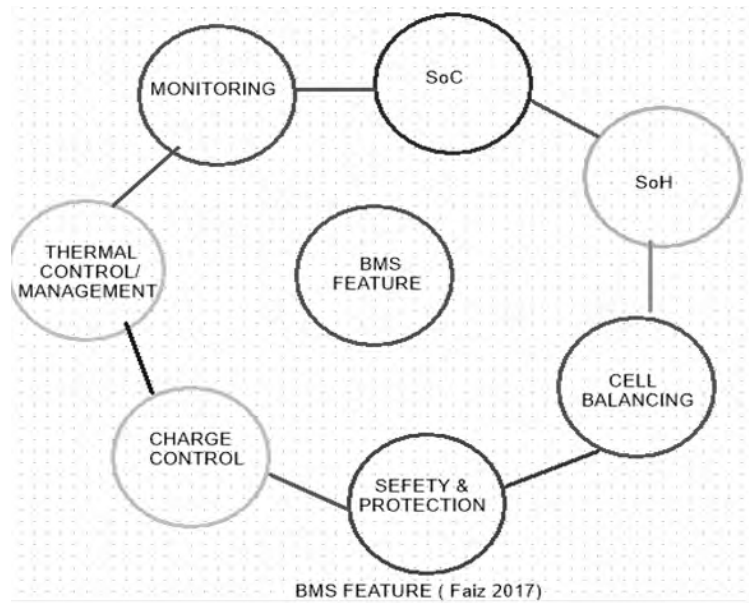 MONITORING
SoC
SoH
THERMAL
CONTROL/
MANAGEMENT
BMS
FEATURE
CELL
BALANCING
CHARGE
CONTROL
SEFETY &
PROTECTION
BMS FEATURE ( Faiz 2017)